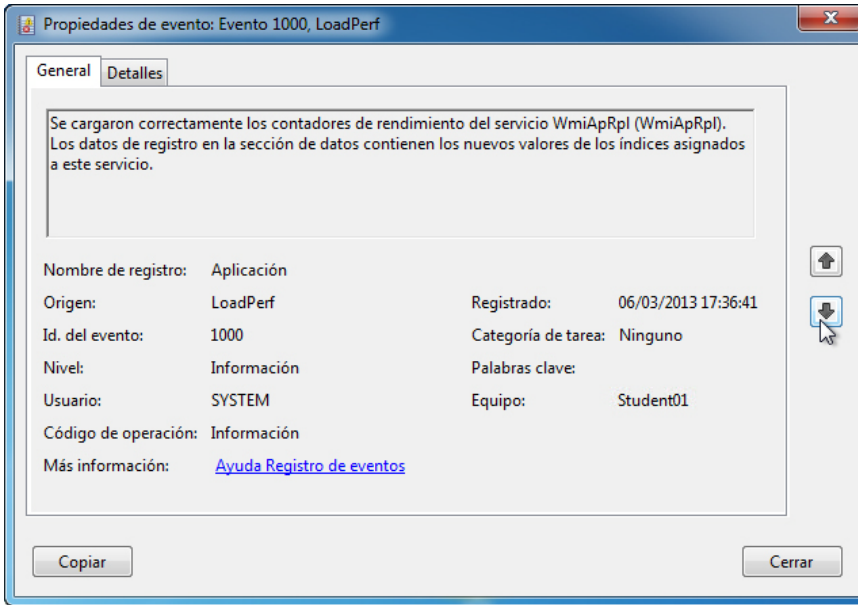 Propiedades de evento: Evento 1000, LoadPerf
General Detalles
Se cargaron correctamente los contadores de rendimiento del servicio WmiApRpl (WmiApRpl).
Los datos de registro en la sección de datos contienen los nuevos valores de los índices asignados
a este servicio.
Nombre de registro: Aplicación
Origen: LoadPerf Registrado: 06/03/2013 17:36:41
Id. del evento: 1000 Categoría de tarea: Ninguno
Nivel: Información Palabras clave:
Usuario: SYSTEM Equipo: Student01
Código de operación: Información
Más información: Ayuda Registro de eventos
Copiar Cerrar